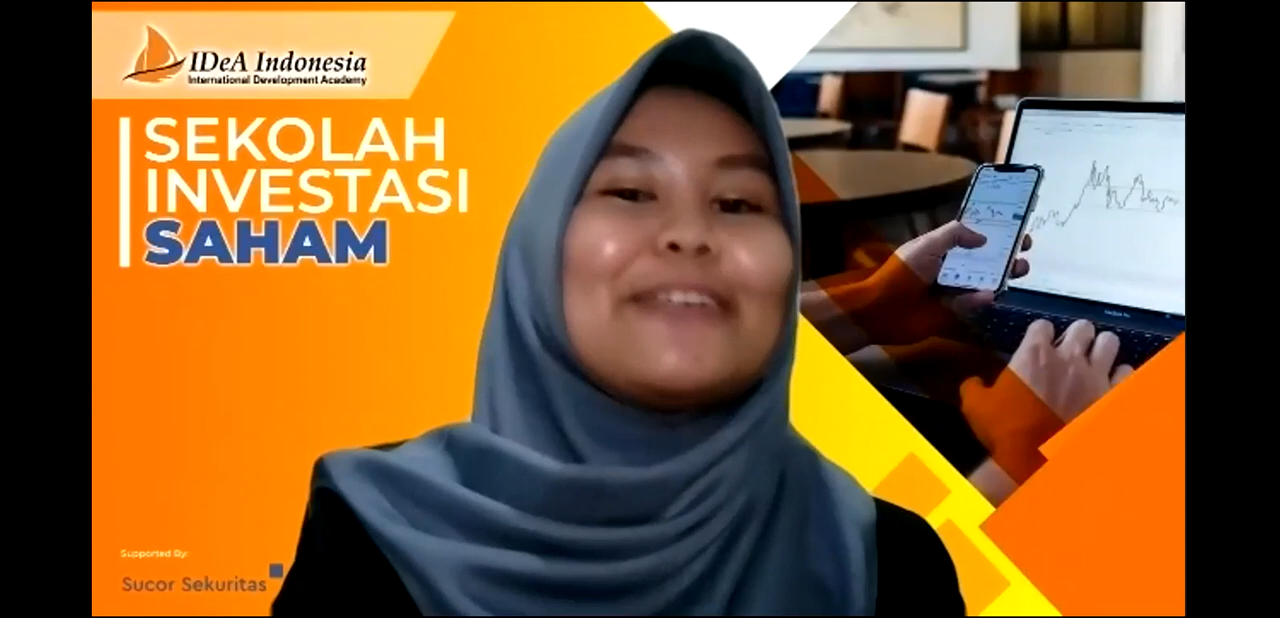 IDeA Indonesia
International Development Academy
SEKOLAH
INVESTASI
SAHAM
Supported By:
Sucor Sekuritas